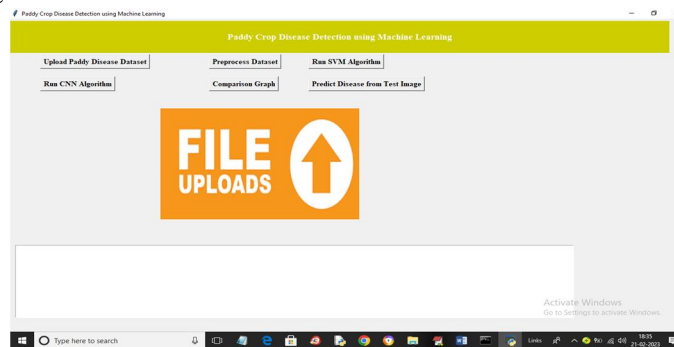 Paddy Crop Disease Detection using Machine Learning
Paddy Crop Disease Detection using Machine Learning
Upload Paddy Disease Dataset Preprocess Dataset Run SVM Algorithm
Run CNN Algorithm Comparison Graph Predict Disease from Test Image
FILE
UPLOADS
Activate Windows
Go to Settings to activate Windows.
Type here to search Links 18:35
21-02-2023